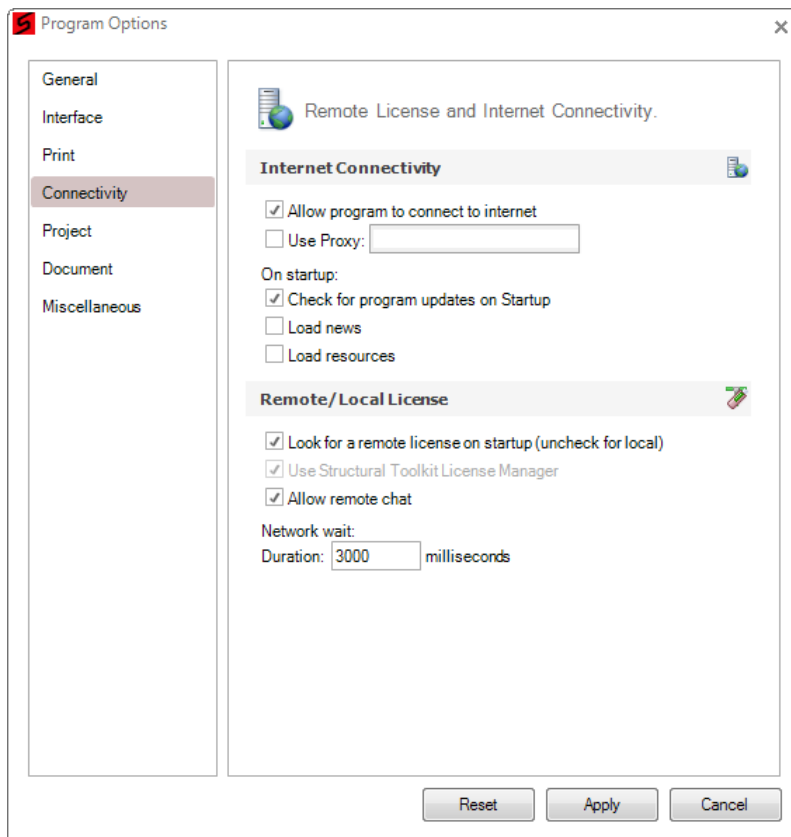 Program Options
General
Interface
Print
Connectivity
Project
Document
Miscellaneous
Remote License and Internet Connectivity.
Internet Connectivity
Allow program to connect to internet
Use Proxy:
On startup:
Check for program updates on Startup
Load news
Load resources
Remote/Local License
Look for a remote license on startup (uncheck for local)
Use Structural Toolkit License Manager
Allow remote chat
Network wait:
Duration: 3000 milliseconds
Reset Apply Cancel